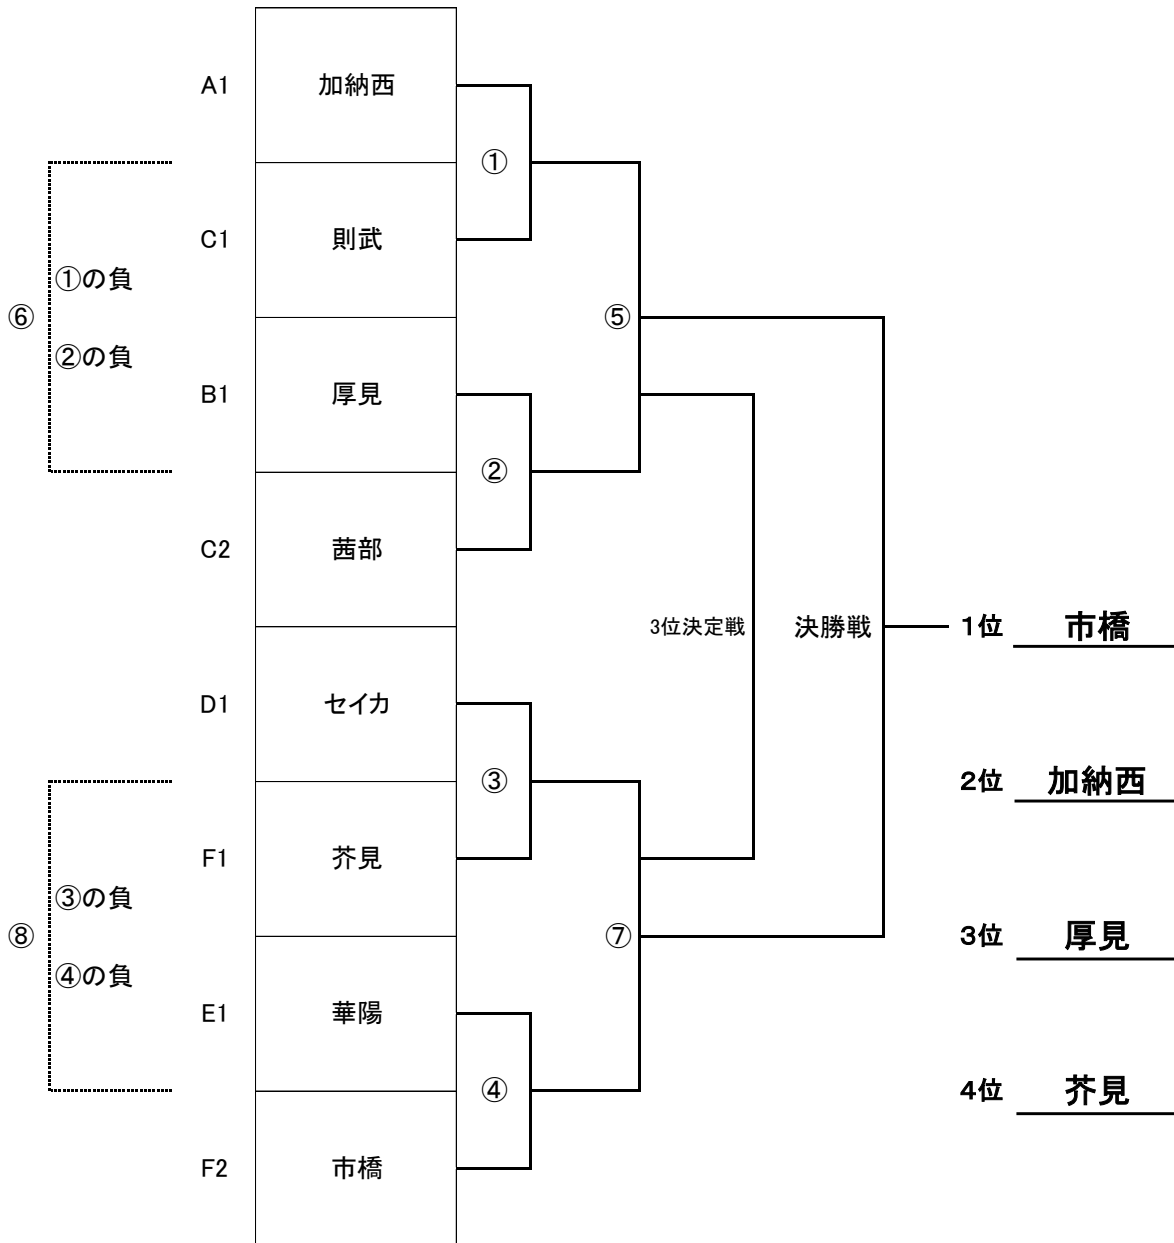 A1 加納西
①
C1 則武
①の負
⑥ ⑤
②の負
B1 厚見
②
C2 茜部
3位決定戦 決勝戦 1位 市橋
D1 セイカ
③ 2位 加納西
F1 芥見
③の負
⑧ ⑦ 3位 厚見
④の負
E1 華陽
④ 4位 芥見
F2 市橋